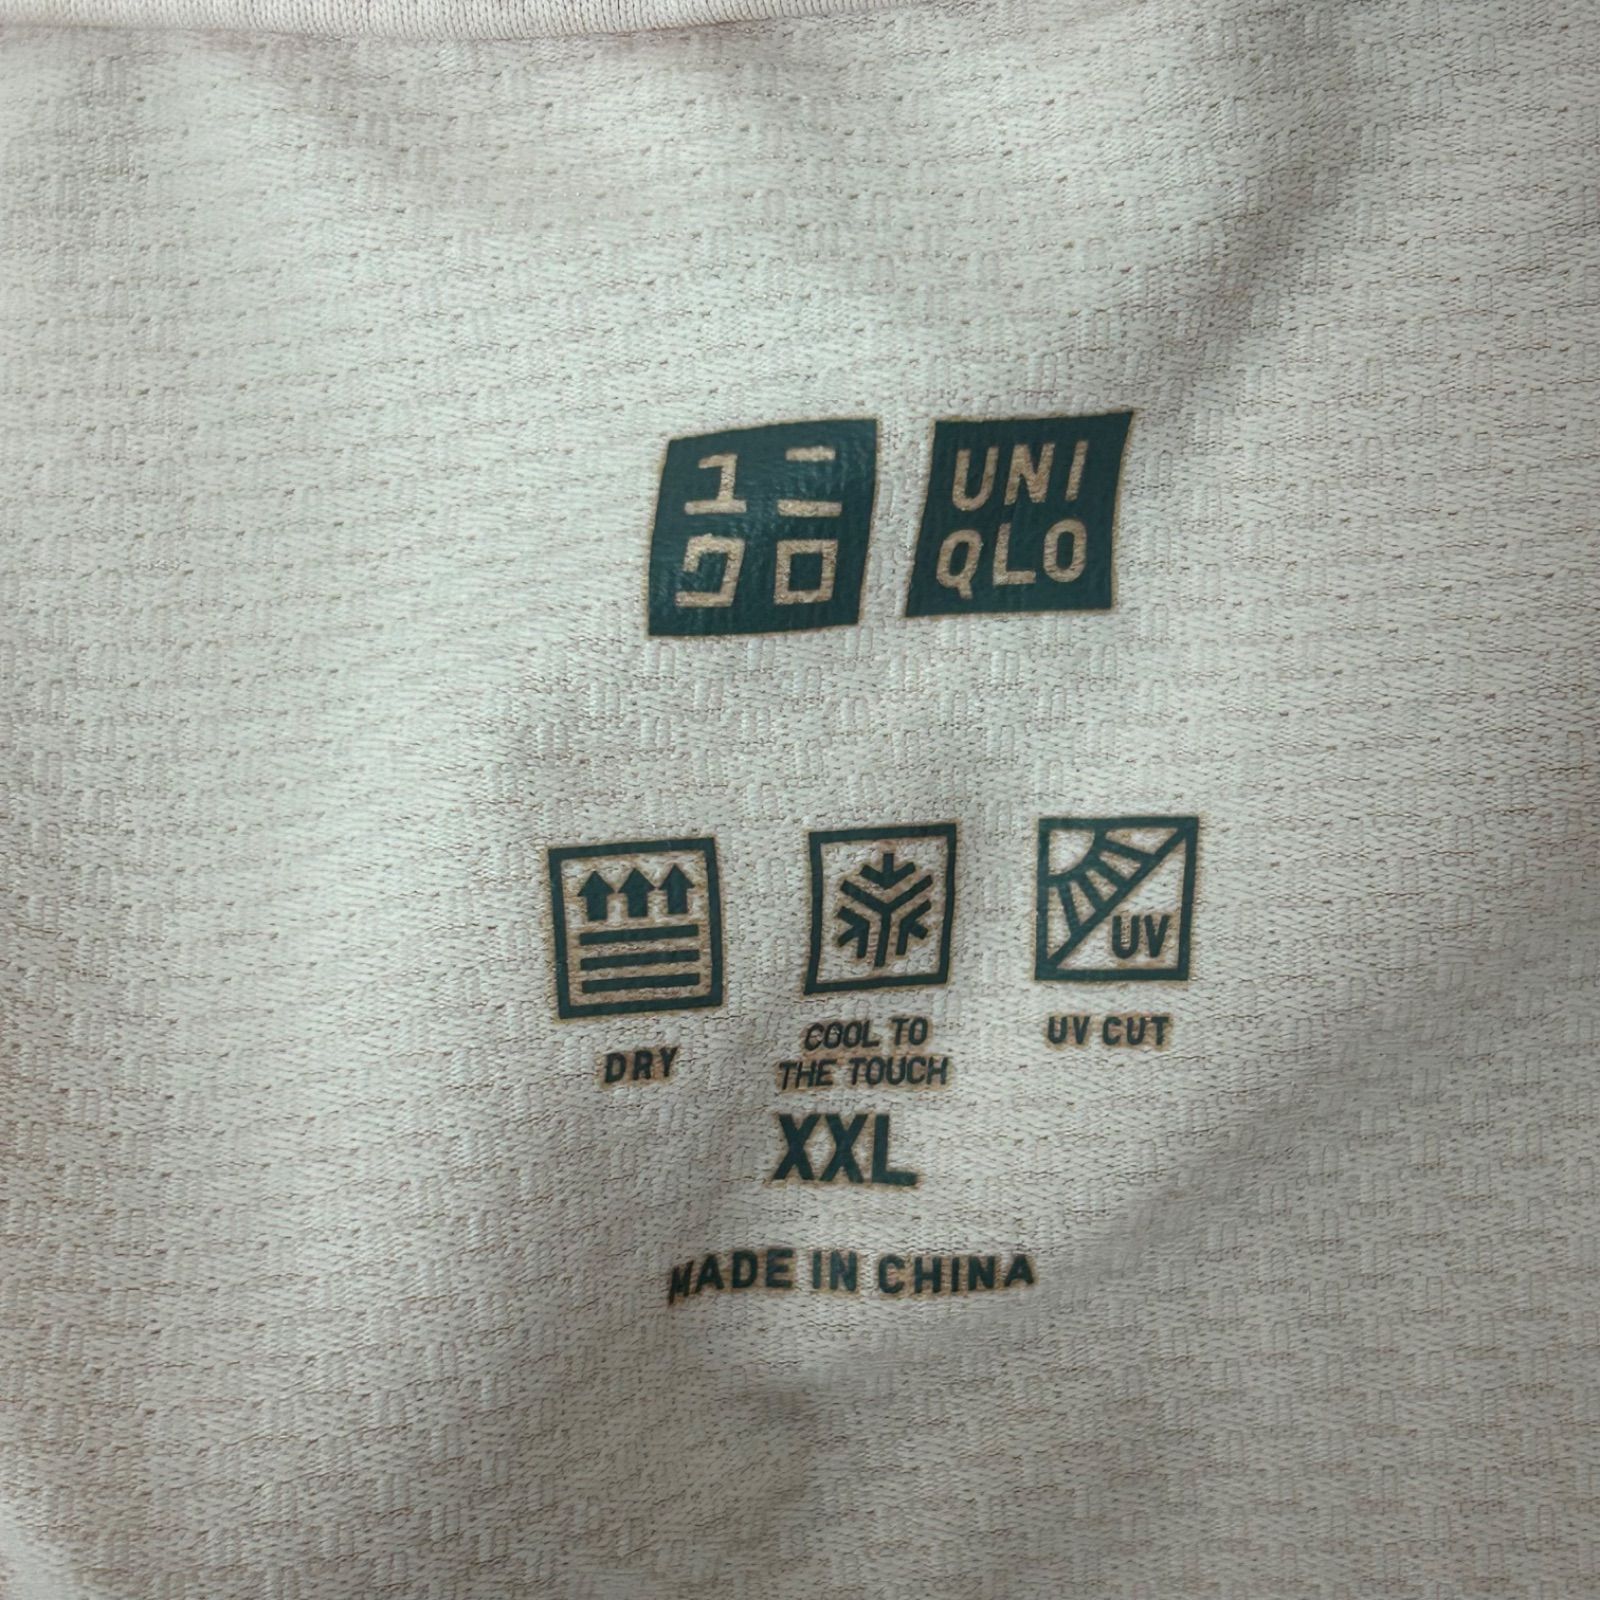 ユニ
クロ
UNI
QLO
UV
DRY
COOL TO
THE TOUCH
UV CUT
XXL
MADE IN CHINA